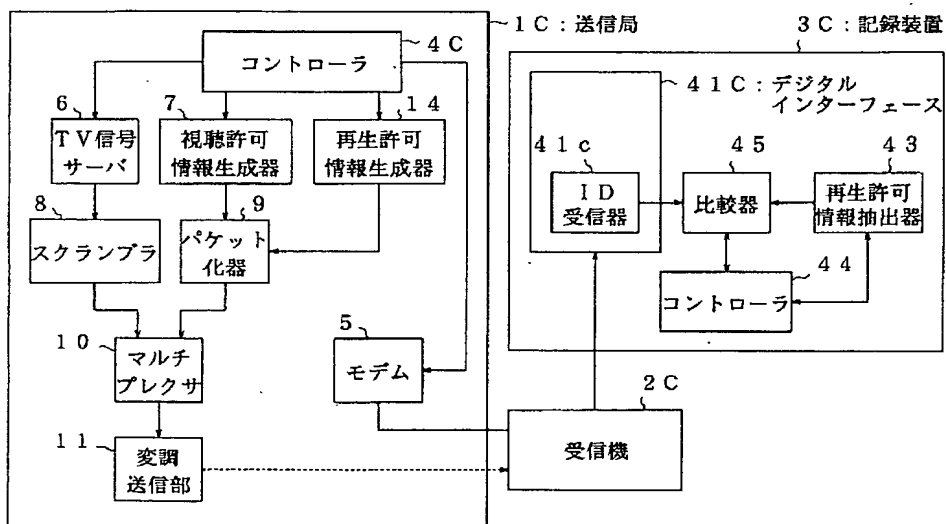 1C:送信局
4C
コントローラ
6
TV信号
サーバ
7
視聴許可
情報生成器
14
再生許可
情報生成器
8
スクランブラ
9
パケット
化器
10
マルチ
プレクサ
5
モデム
11
変調
送信部
3C:記録装置
41C:デジタル
インターフェース
41c
ID
受信器
45
比較器
43
再生許可
情報抽出器
44
コントローラ
2C
受信機